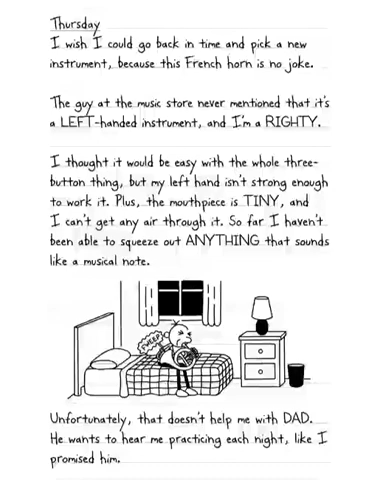 Thursday
I wish I could go back in time and pick a new
instrument, because this French horn is no joke.
The guy at the music store never mentioned that it's
a LEFT-handed instrument, and I'm a RIGHTY.
I thought it would be easy with the whole three-
button thing, but my left hand isn't strong enough
to work it. Plus, the mouthpiece is TINY, and
I can't get any air through it. So far I haven't
been able to squeeze out ANYTHING that sounds
like a musical note.
FWEEP
Unfortunately, that doesn't help me with DAD.
He wants to hear me practicing each night, like I
promised him.